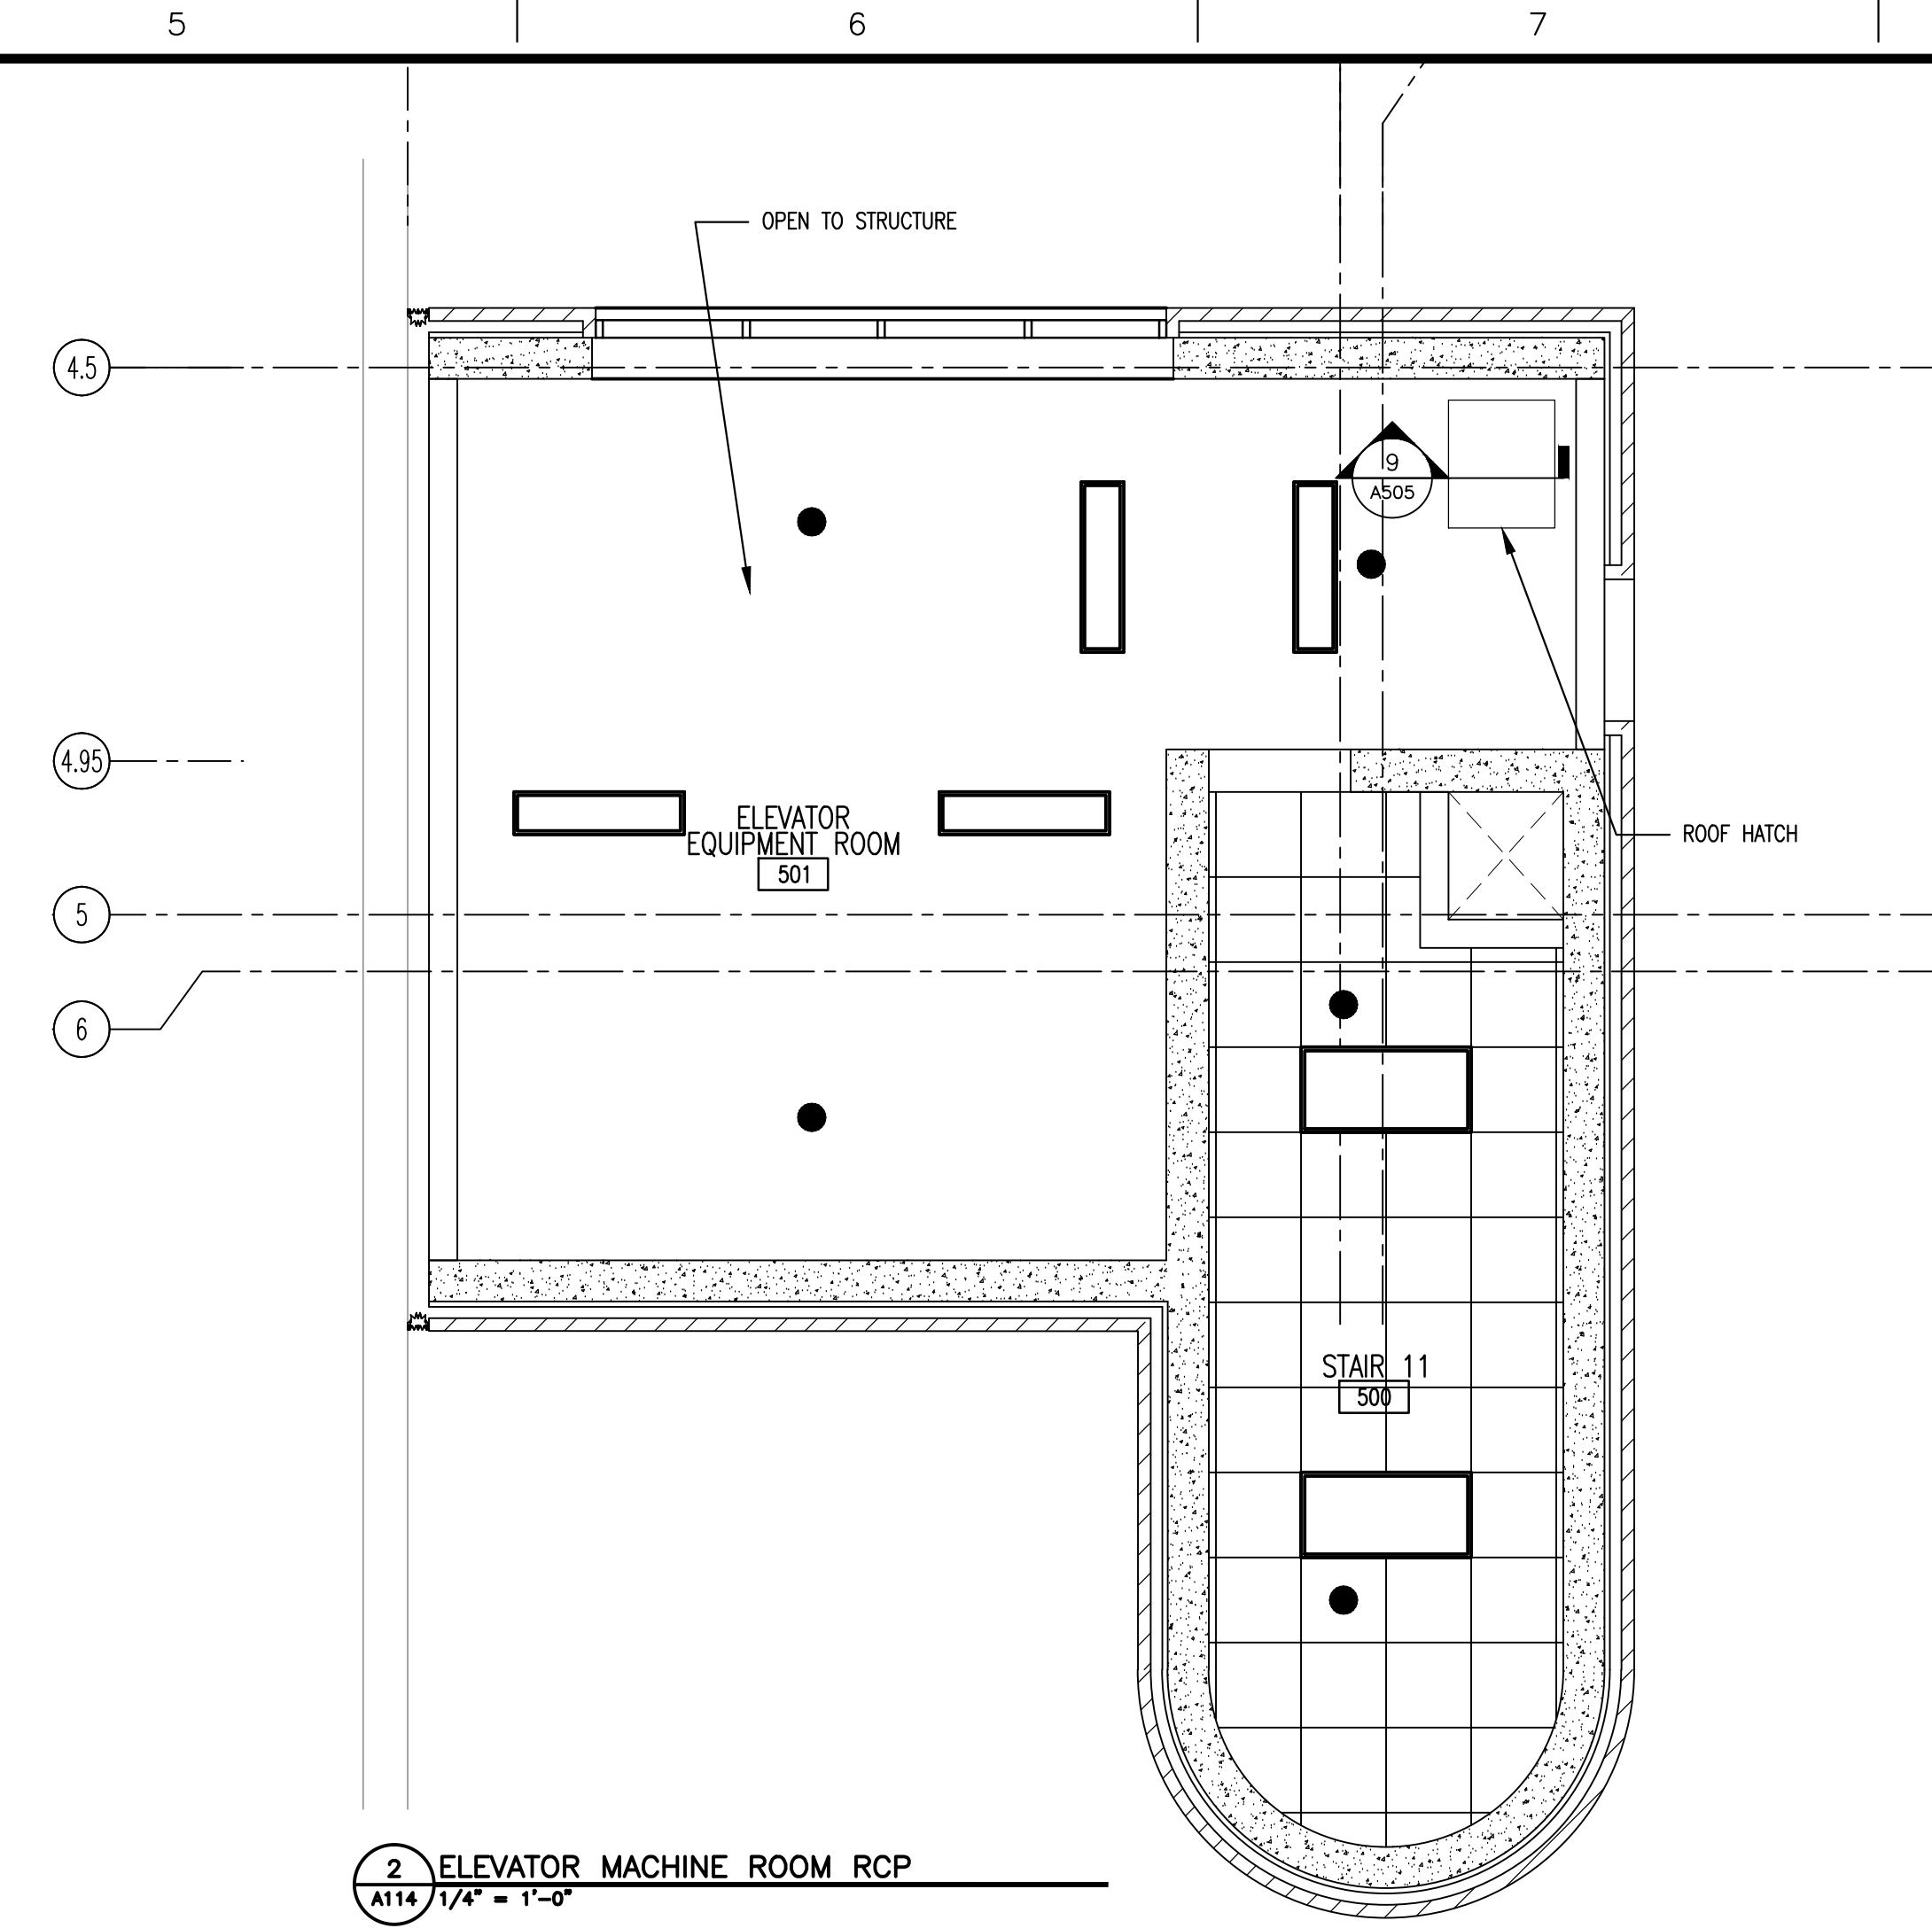 5 6 7
OPEN TO STRUCTURE
4.5
9
A505
4.95
ELEVATOR
EQUIPMENT ROOM
501
ROOF HATCH
5
6
STAIR 11
500
2
ELEVATOR MACHINE ROOM RCP
A114 1/4" = 1'-0"